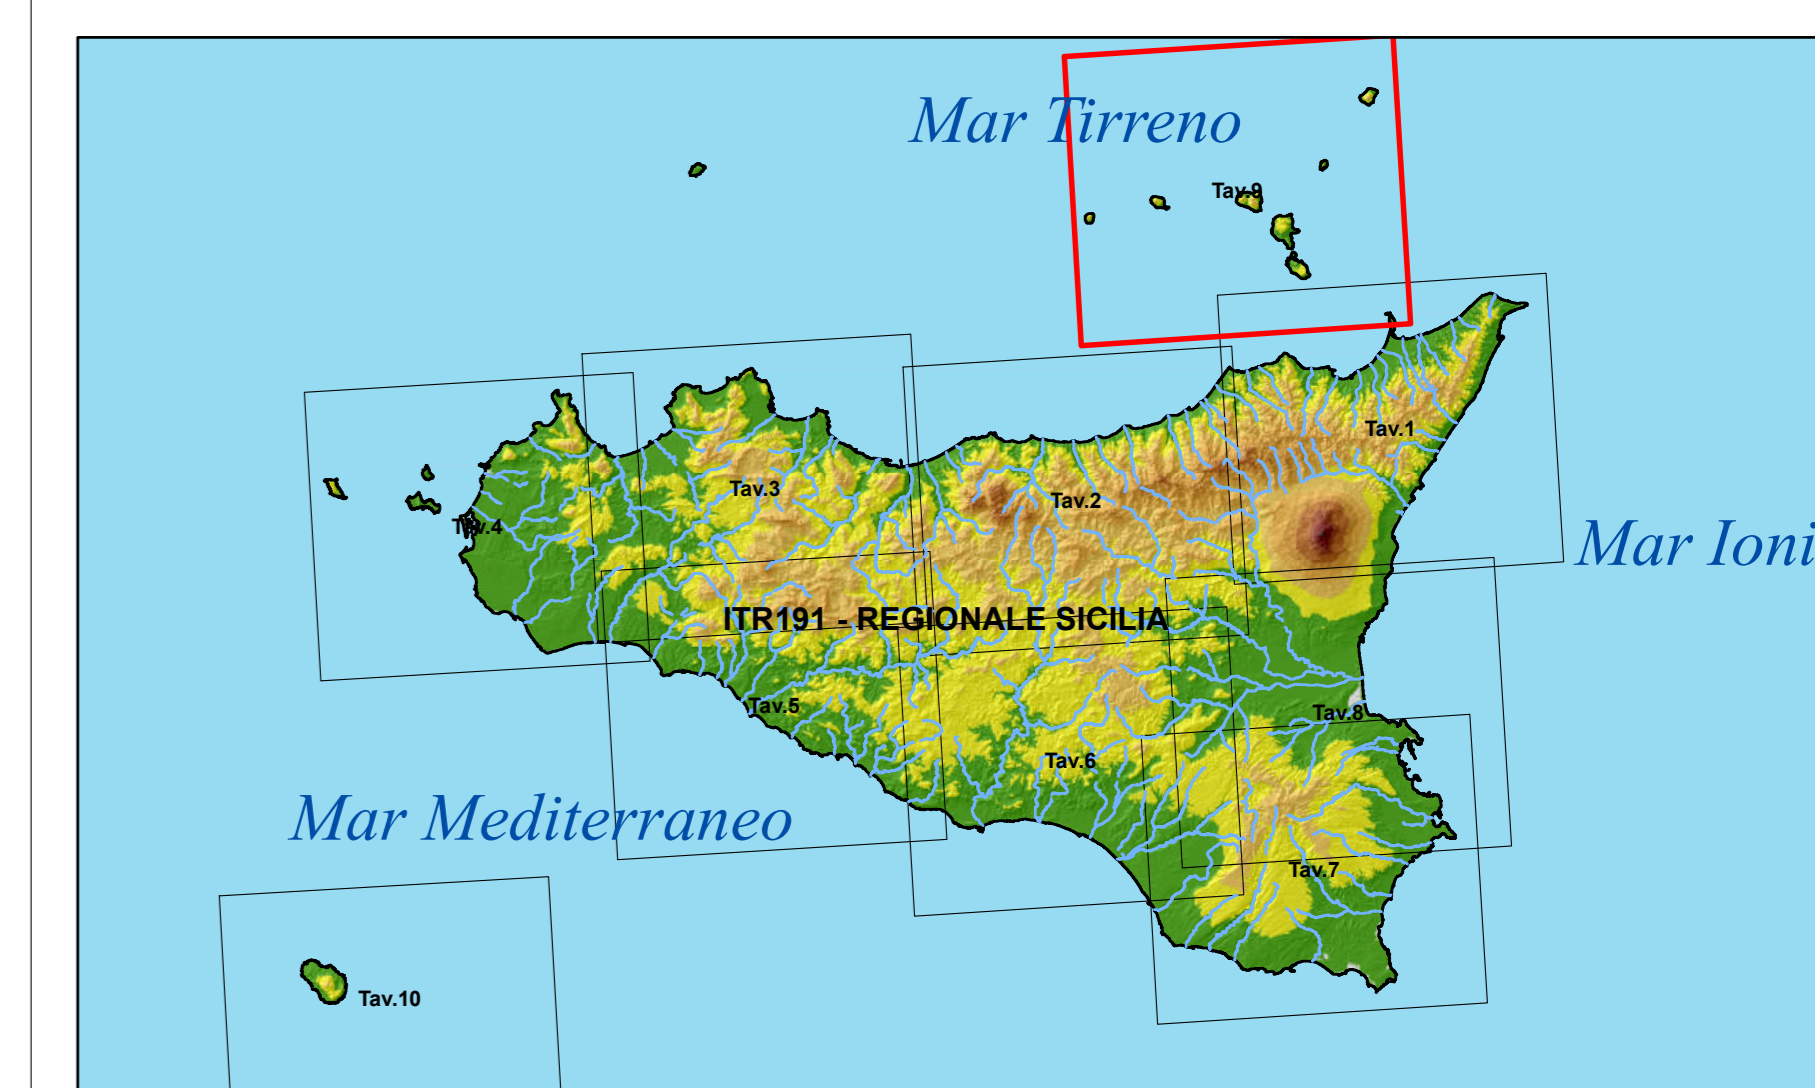 Mar Tirreno
Tav.9
Tav.1
Tav.3
Tav.2
Tav.4
Mar Ioni
ITR191 - REGIONALE SICILIA
Tav.5
Tav.8
Tav.6
Mar Mediterraneo
Tav.7
Tav.10